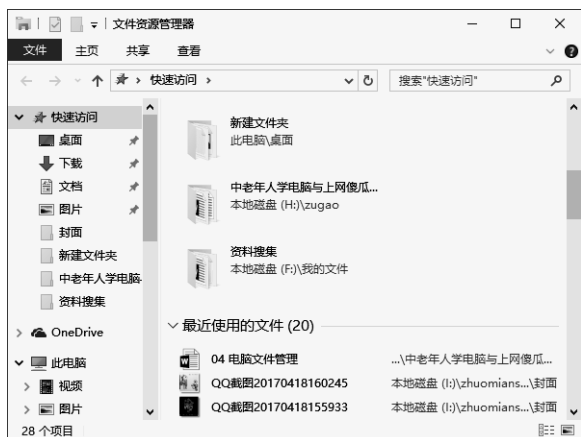 文件资源管理器
文件 主页 共享 查看
快速访问
搜索"快速访问"
快速访问
桌面
下载
文档
图片
封面
新建文件夹
中老年人学电脑
资料搜集
OneDrive
此电脑
视频
图片
新建文件夹
此电脑\桌面
中老年人学电脑与上网傻瓜...
本地磁盘 (H:)\zugao
资料搜集
本地磁盘 (F:)\我的文件
最近使用的文件 (20)
04 电脑文件管理 ...\中老年人学电脑与上网傻瓜...
QQ截图20170418160245 本地磁盘 (I:)\zhuomians...\封面
QQ截图20170418155933 本地磁盘 (I:)\zhuomians...\封面
28 个项目